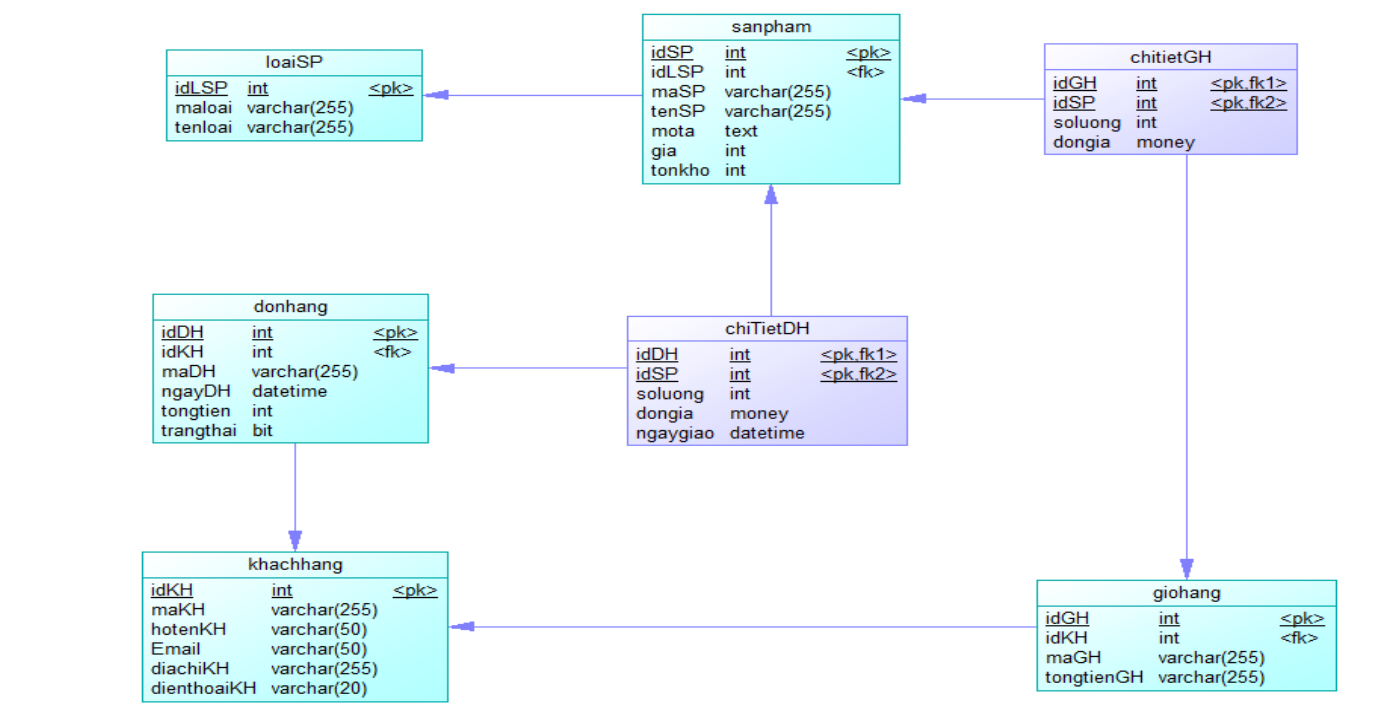 loaiSP
idLSP int <pk>
maloai varchar(255)
tenloai varchar(255)
sanpham
idSP int <pk>
idLSP int <fk>
maSP varchar(255)
tenSP varchar(255)
mota text
gia int
tonkho int
chitietGH
idGH int <pk,fk1>
idSP int <pk,fk2>
soluong int
dongia money
donhang
idDH int <pk>
idKH int <fk>
maDH varchar(255)
ngayDH datetime
tongtien int
trangthai bit
chiTietDH
idDH int <pk,fk1>
idSP int <pk,fk2>
soluong int
dongia money
ngaygiao datetime
khachhang
idKH int <pk>
maKH varchar(255)
hotenKH varchar(50)
Email varchar(50)
diachiKH varchar(255)
dienthoaiKH varchar(20)
giohang
idGH int <pk>
idKH int <fk>
maGH varchar(255)
tongtienGH varchar(255)